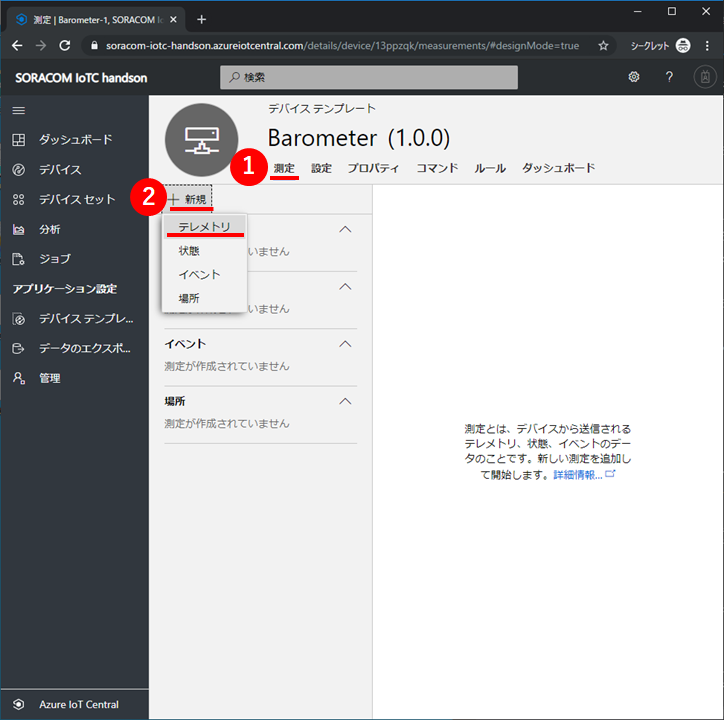 測定 | Barometer-1, SORACOM Io
soracom-iotc-handson.azureiotcentral.com/details/device/13ppzqk/measurements/#designMode=true
シークレット
SORACOM IoTC handson
検索
?
ダッシュボード
デバイス
デバイス セット
分析
ジョブ
アプリケーション設定
デバイス テンプレ...
データのエクスポ...
管理
Azure IoT Central
デバイス テンプレート
Barometer (1.0.0)
1
測定
設定
プロパティ
コマンド
ルール
ダッシュボード
2
新規
テレメトリ
状態
イベント
場所
いません
測定が作成されていません
イベント
測定が作成されていません
場所
測定が作成されていません
測定とは、デバイスから送信される
テレメトリ、状態、イベントのデー
タのことです。新しい測定を追加し
て開始します。詳細情報...